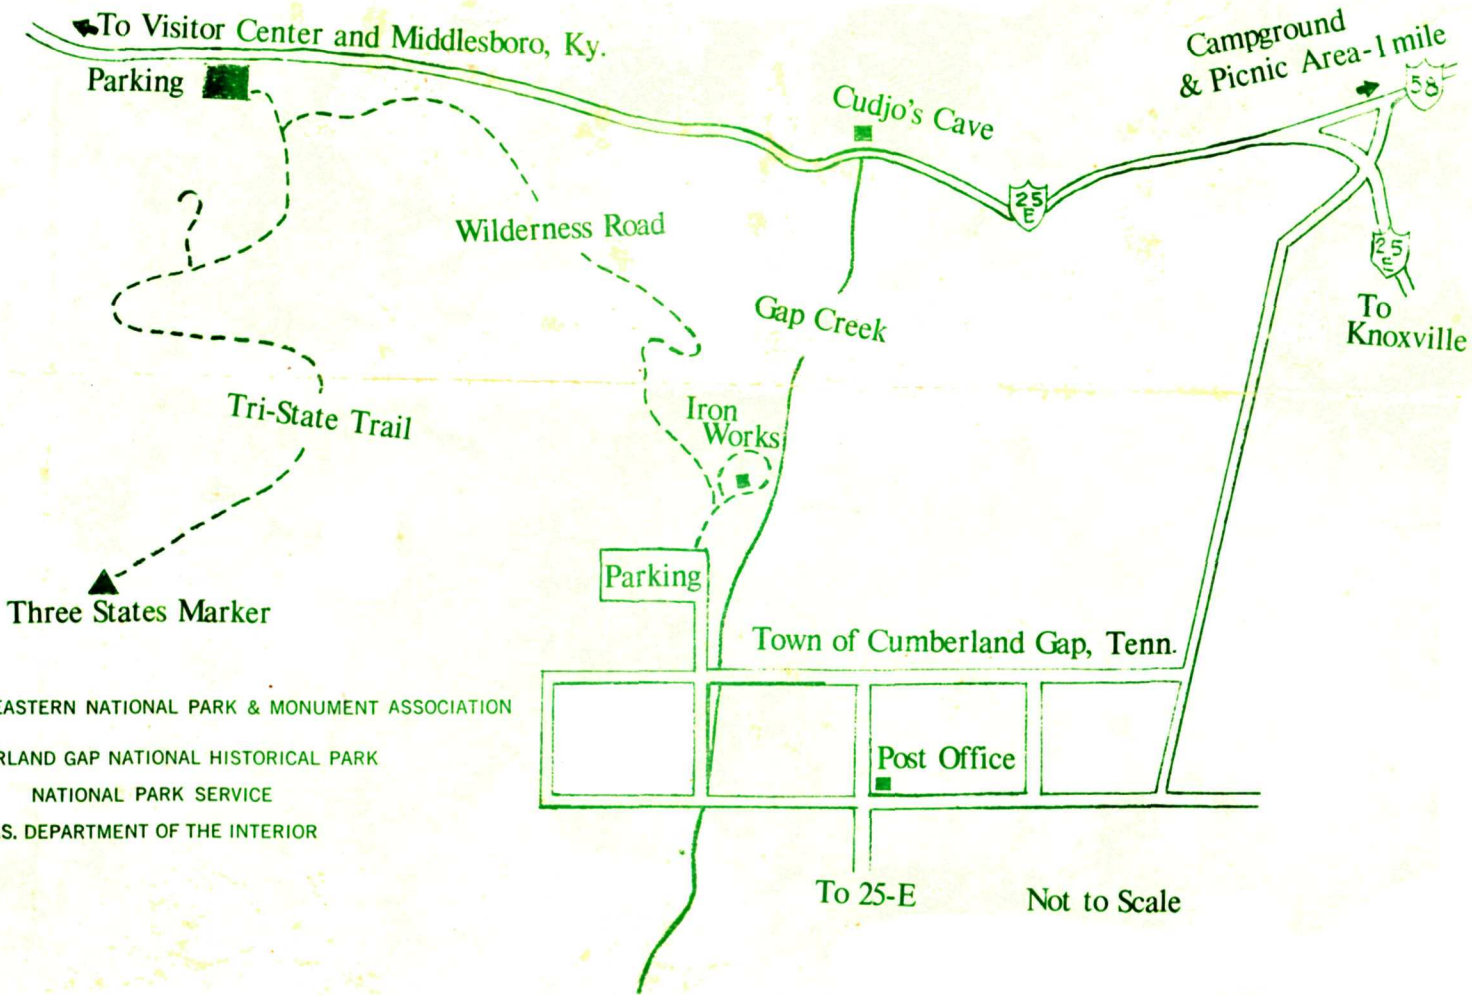 To Visitor Center and Middlesboro, Ky.
Parking
Campground
& Picnic Area-1 mile
58
Cudjo's Cave
25
E
Wilderness Road
25
E
To
Knoxville
Gap Creek
Iron
Works
Tri-State Trail
Parking
Three States Marker
Town of Cumberland Gap, Tenn.
EASTERN NATIONAL PARK & MONUMENT ASSOCIATION
RLAND GAP NATIONAL HISTORICAL PARK
NATIONAL PARK SERVICE
S. DEPARTMENT OF THE INTERIOR
Post Office
To 25-E
Not to Scale